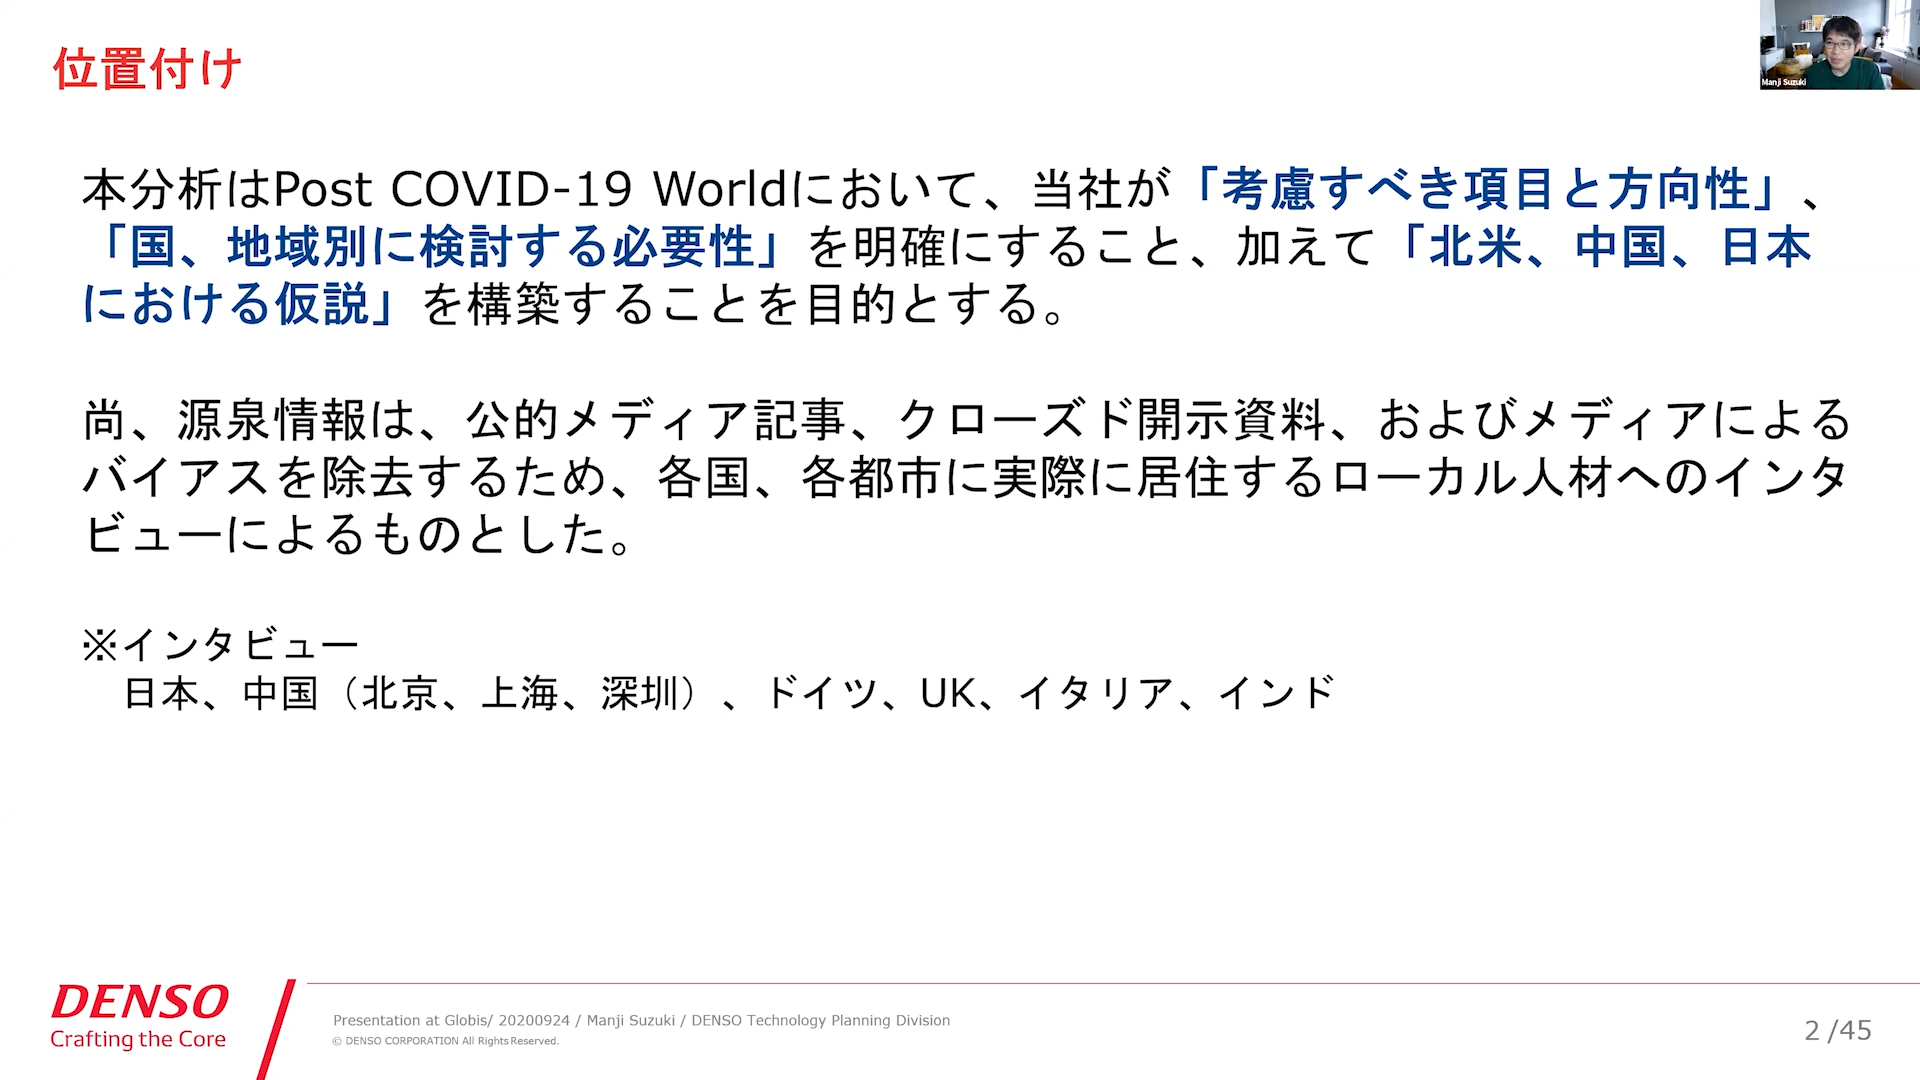 位置付け
Manji Suzuki
本分析はPost COVID-19 Worldにおいて、当社が「考慮すべき項目と方向性」、
「国、地域別に検討する必要性」を明確にすること、加えて「北米、中国、日本
における仮説」を構築することを目的とする。
尚、源泉情報は、公的メディア記事、クローズド開示資料、およびメディアによる
バイアスを除去するため、各国、各都市に実際に居住するローカル人材へのインタ
ビューによるものとした。
※インタビュー
日本、中国（北京、上海、深圳）、ドイツ、UK、イタリア、インド
DENSO
Crafting the Core
Presentation at Globis/ 20200924 / Manji Suzuki / DENSO Technology Planning Division
© DENSO CORPORATION All Rights Reserved.
2 /45